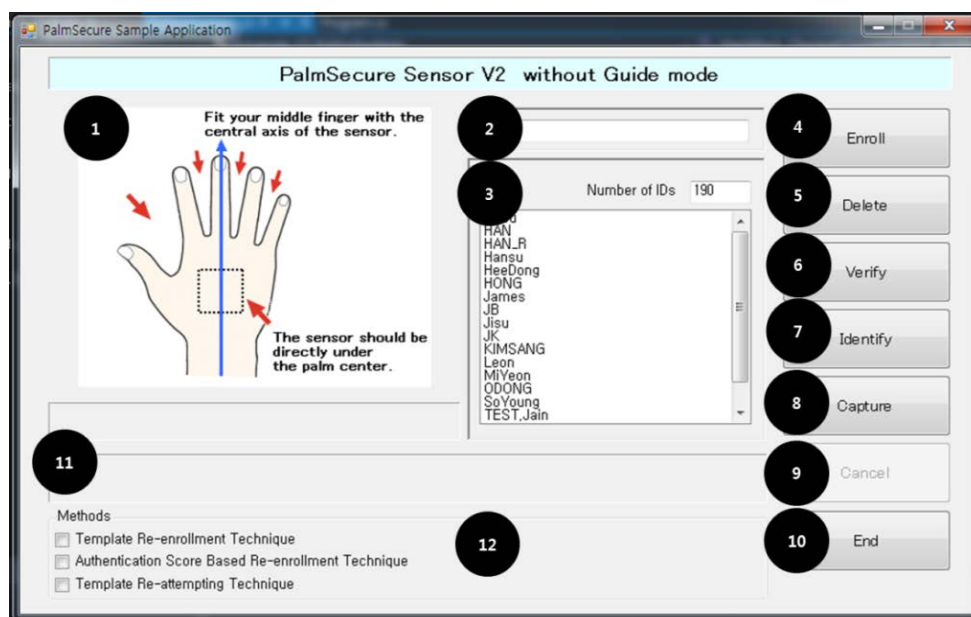 PalmSecure Sample Application
PalmSecure Sensor V2 without Guide mode
1
Fit your middle finger with the
central axis of the sensor.
The sensor should be
directly under
the palm center.
2
3
Number of IDs 190
HAN
HAN_R
Hansu
HeeDong
HONG
James
JB
Jisu
JK
KIMSANG
Leon
MiYeon
ODONG
SoYoung
TEST,Jain
4
Enroll
5
Delete
6
Verify
7
Identify
8
Capture
9
Cancel
10
End
11
Methods
Template Re-enrollment Technique
Authentication Score Based Re-enrollment Technique
Template Re-attempting Technique
12